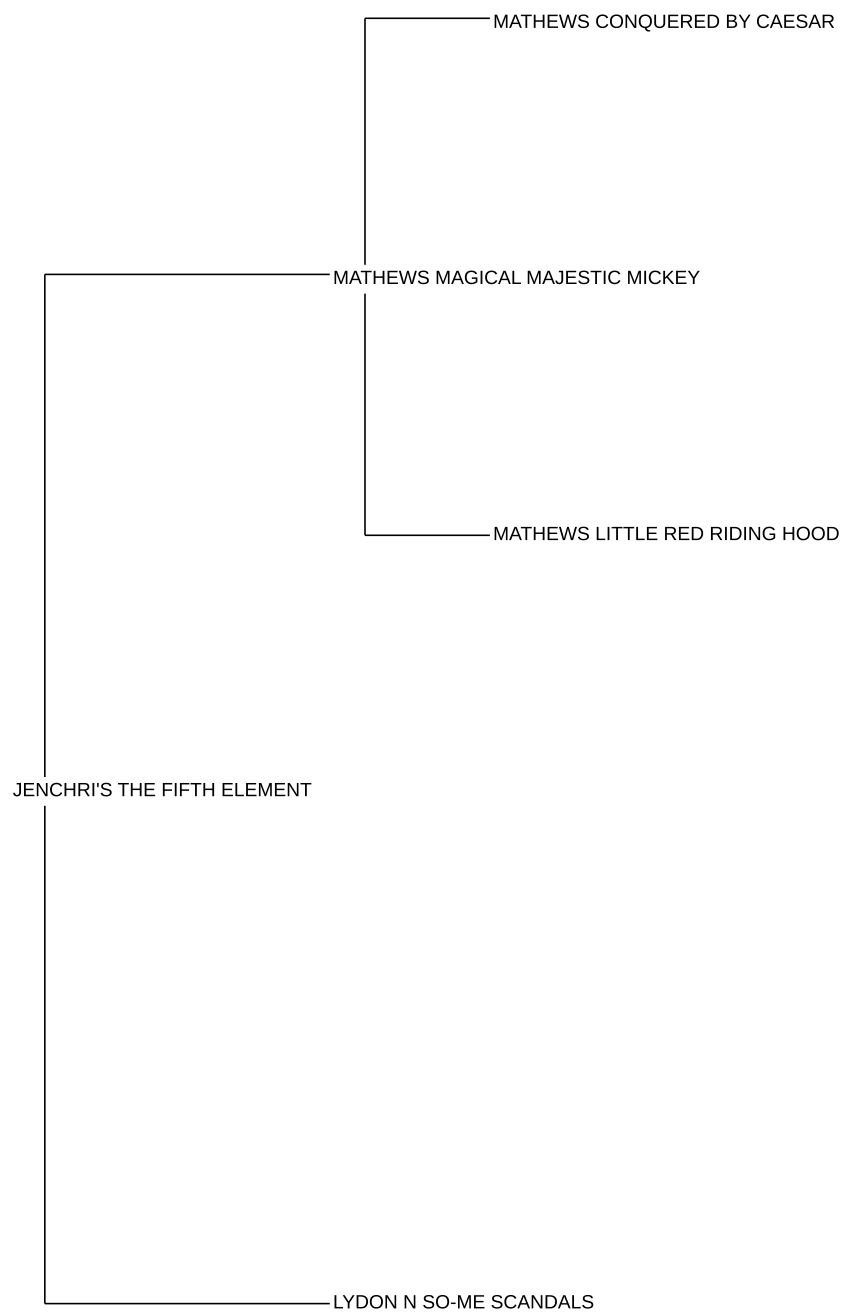 MATHEWS CONQUERED BY CAESAR
MATHEWS MAGICAL MAJESTIC MICKEY
MATHEWS LITTLE RED RIDING HOOD
JENCHRI'S THE FIFTH ELEMENT
LYDON N SO-ME SCANDALS